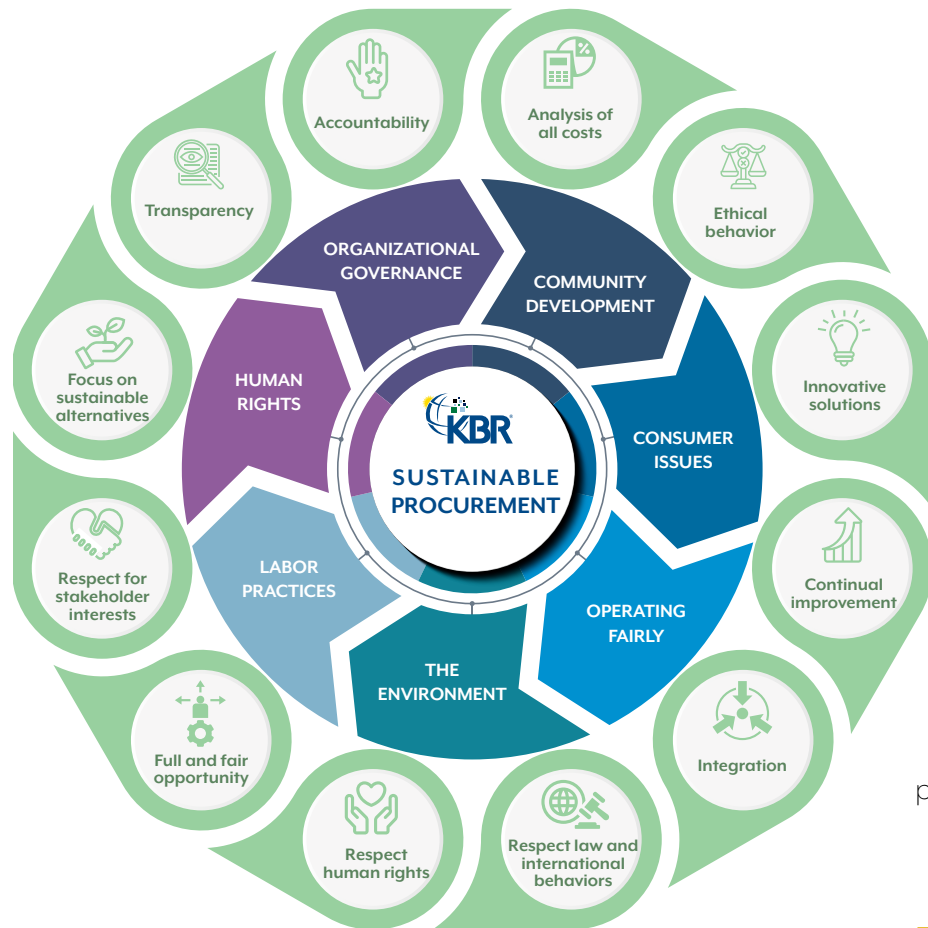 Accountability
Analysis of
all costs
Ethical
behavior
Innovative
solutions
Continual
improvement
Integration
Respect law and
international
behaviors
Respect
human rights
Full and fair
opportunity
Respect for
stakeholder
interests
Focus on
sustainable
alternatives
Transparency
ORGANIZATIONAL
GOVERNANCE
COMMUNITY
DEVELOPMENT
CONSUMER
ISSUES
OPERATING
FAIRLY
THE
ENVIRONMENT
LABOR
PRACTICES
HUMAN
RIGHTS
KBR
SUSTAINABLE
PROCUREMENT
p